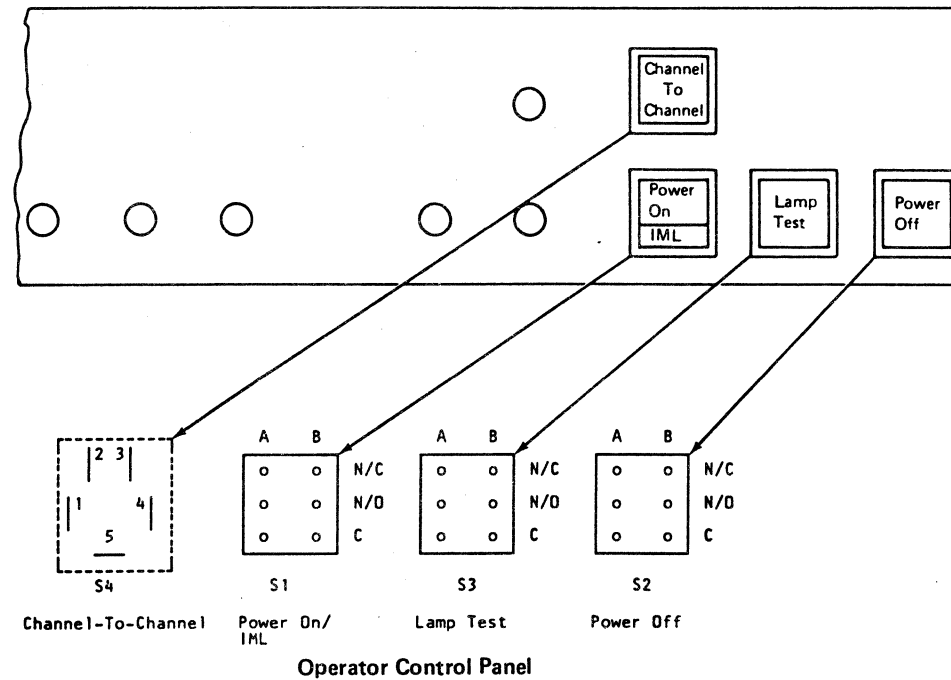 Channel
To
Channel
Power
On
IML
Lamp
Test
Power
Off
A B A B A B
2 3 N/C N/C N/C
1 4 N/O N/O N/O
5 C C C
S4 S1 S3 S2
Channel-To-Channel Power On/ Lamp Test Power Off
IML
Operator Control Panel